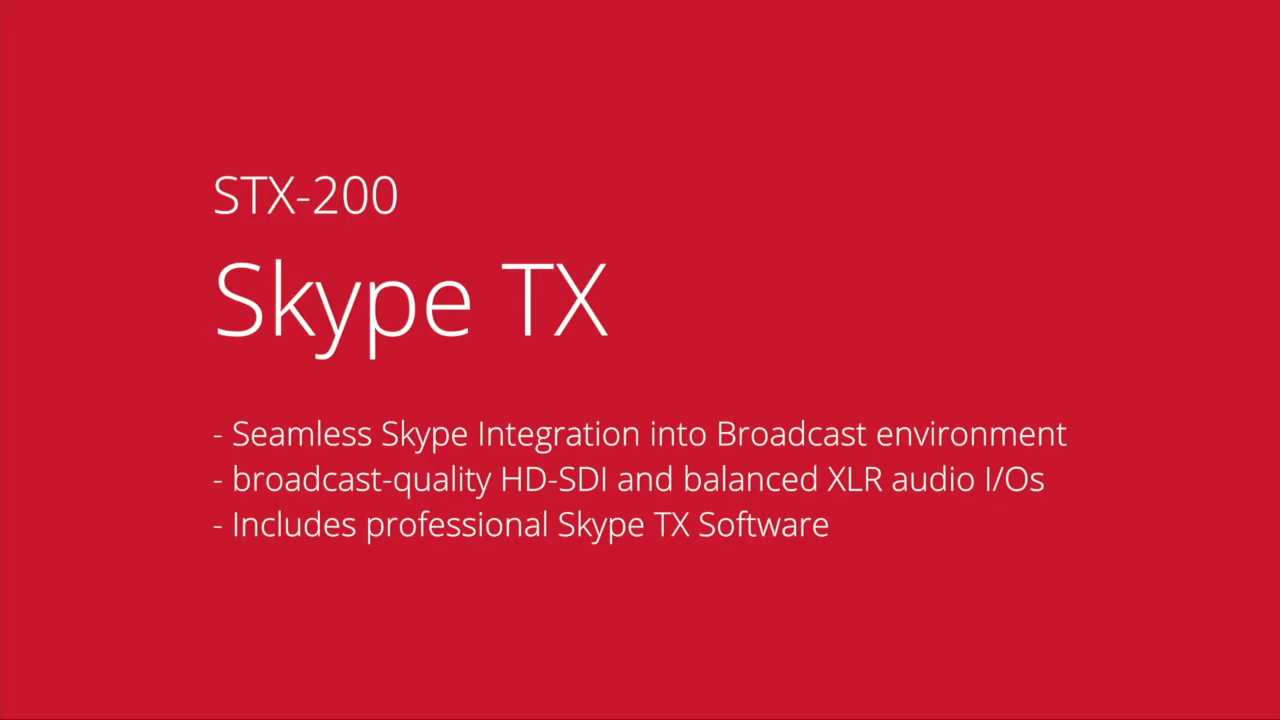 STX-200
Skype TX
- Seamless Skype Integration into Broadcast environment
- broadcast-quality HD-SDI and balanced XLR audio I/Os
- Includes professional Skype TX Software